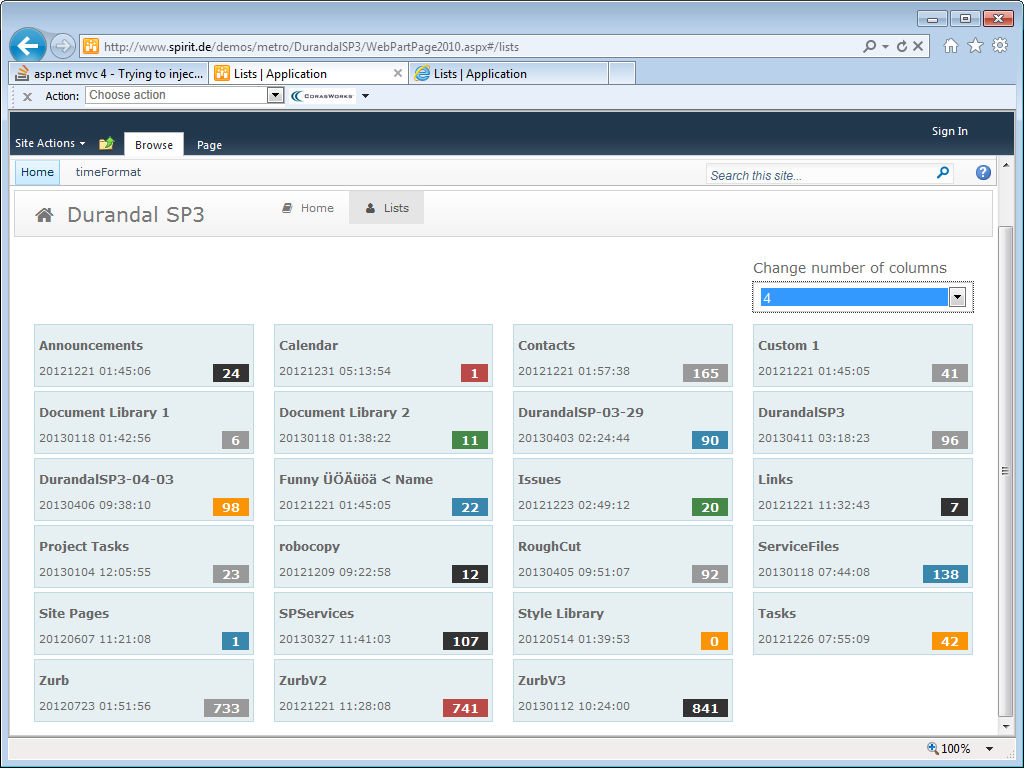 http://www.spirit.de/demos/metro/DurandalSP3/WebPartPage2010.aspx#/lists
asp.net mvc 4 - Trying to injec... Lists | Application Lists | Application
Action: Choose action CORASWORKS
Sign In
Site Actions Browse Page
Home timeFormat Search this site...
Durandal SP3 Home Lists
Change number of columns
4
Announcements Calendar Contacts Custom 1
20121221 01:45:06 24 20121231 05:13:54 1 20121221 01:57:38 165 20121221 01:45:05 41
Document Library 1 Document Library 2 DurandalSP-03-29 DurandalSP3
20130118 01:42:56 6 20130118 01:38:22 11 20130403 02:24:44 90 20130411 03:18:23 96
DurandalSP3-04-03 Funny ÜÖÄüöä < Name Issues Links
20130406 09:38:10 98 20121221 01:45:05 22 20121223 02:49:12 20 20121221 11:32:43 7
Project Tasks robocopy RoughCut ServiceFiles
20130104 12:05:55 23 20121209 09:22:58 12 20130405 09:51:07 92 20130118 07:44:08 138
Site Pages SPServices Style Library Tasks
20120607 11:21:08 1 20130327 11:41:03 107 20120514 01:39:53 0 20121226 07:55:09 42
Zurb ZurbV2 ZurbV3
20120723 01:51:56 733 20121221 11:28:08 741 20130112 10:24:00 841
100%